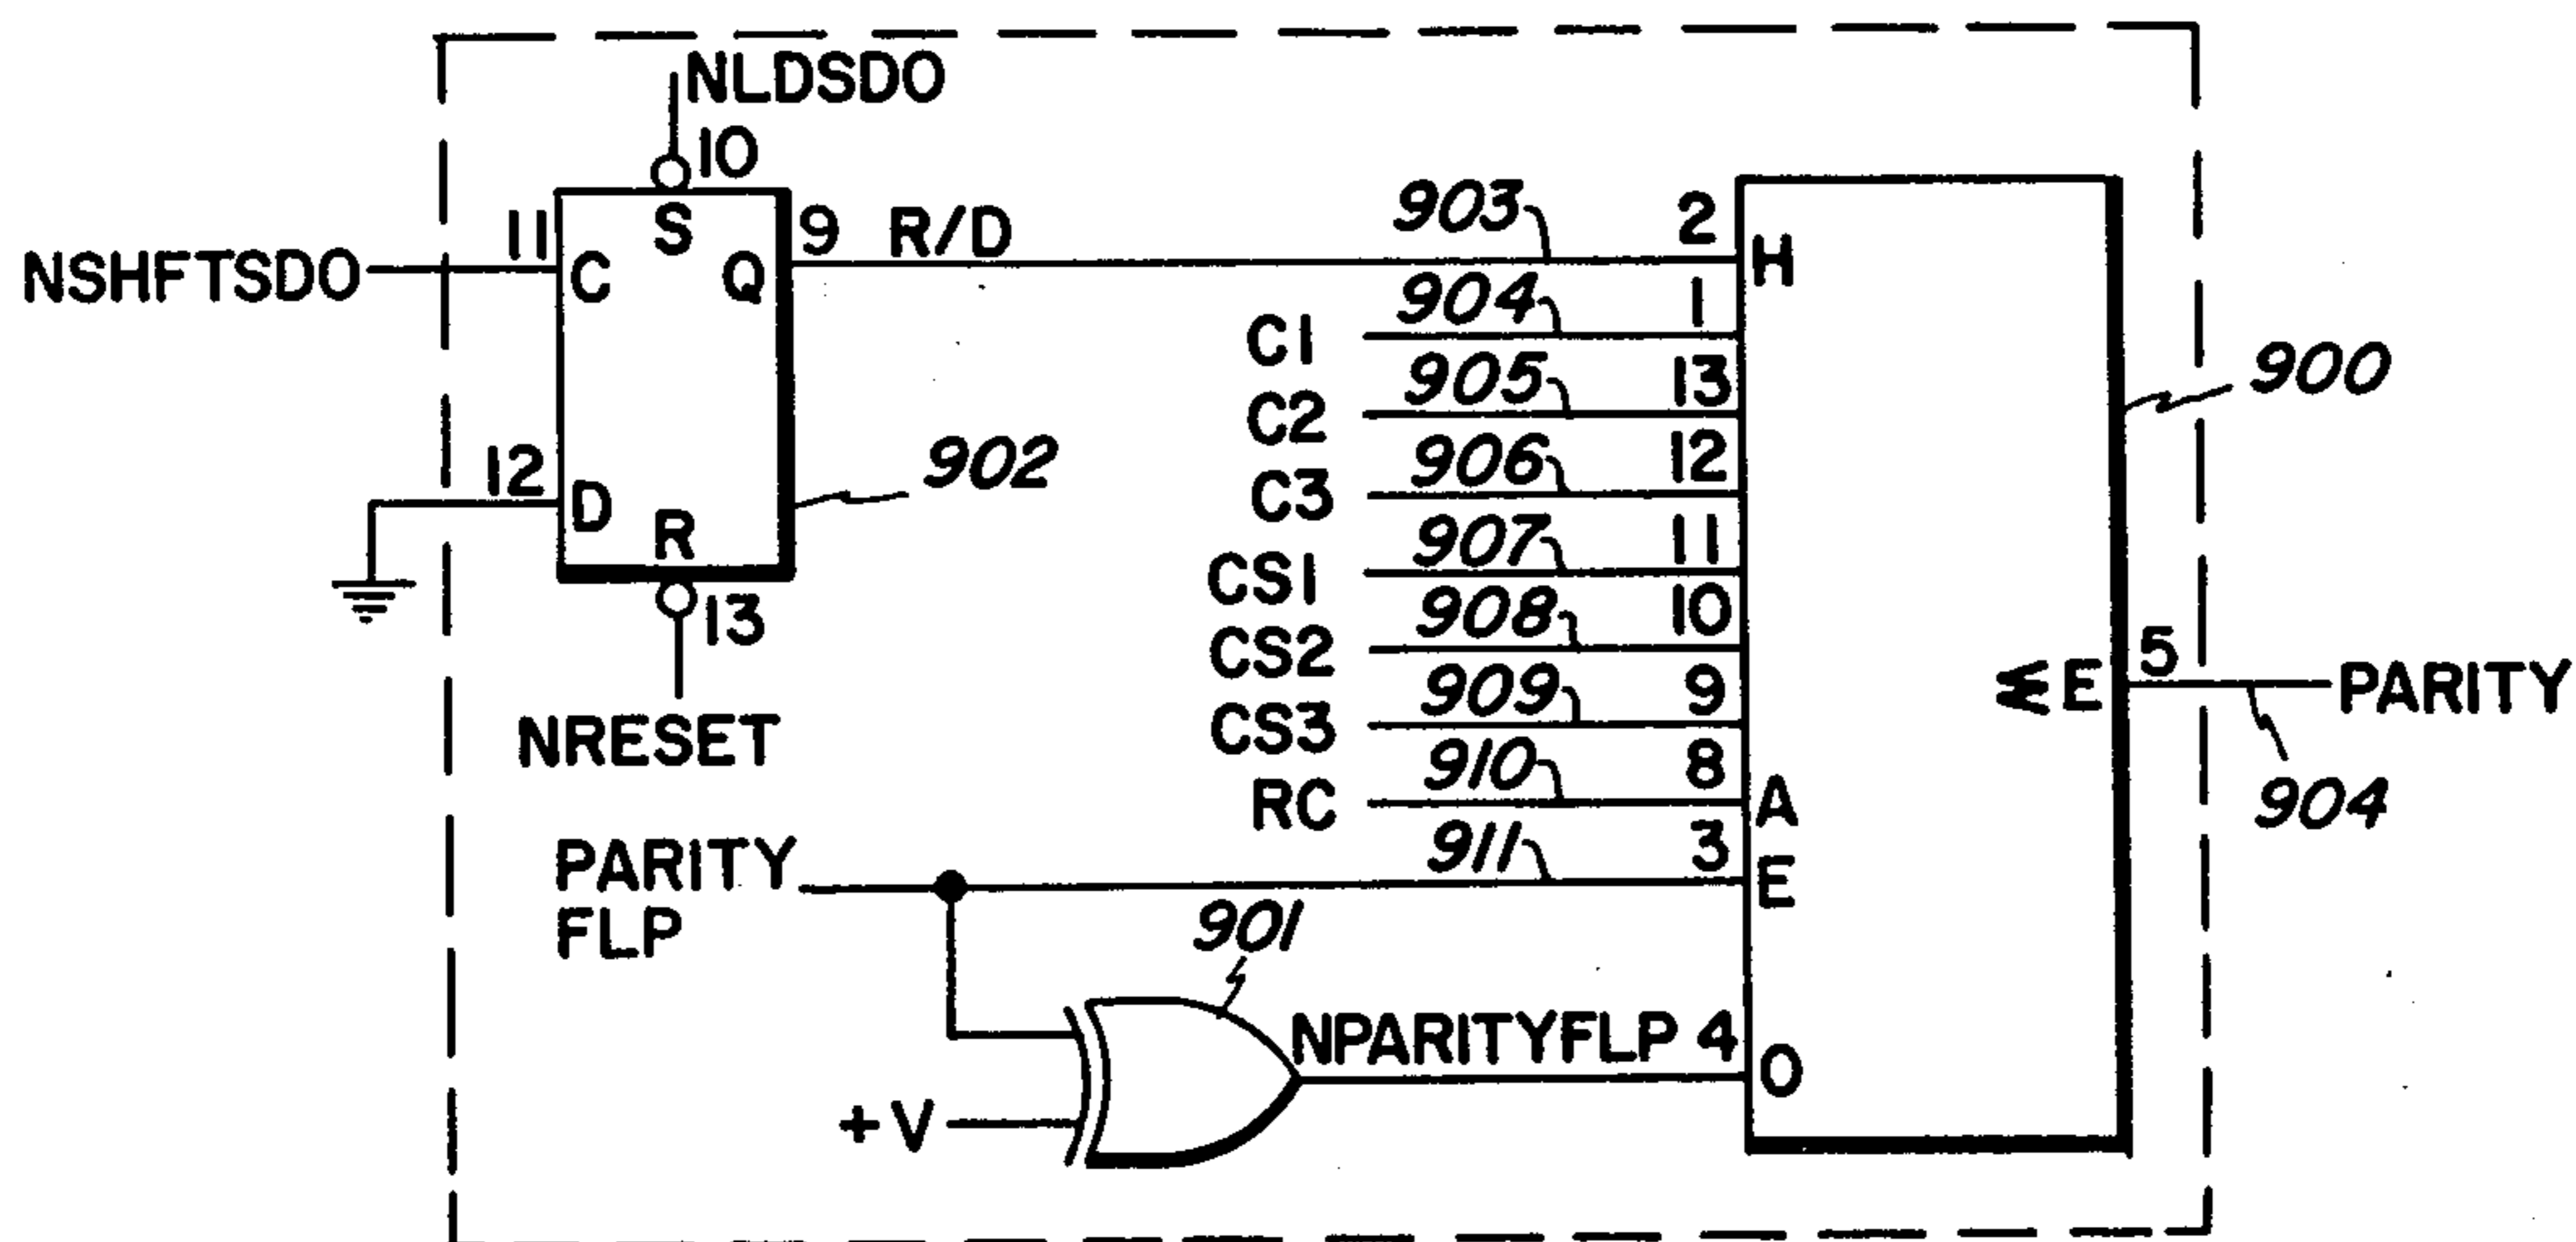 NLDSDO
10
NSHFTSDO 11 C S Q 9 R/D 903 2 H
C1 904 1
C2 905 13
C3 906 12
CS1 907 11
CS2 908 10
CS3 909 9
RC 910 8 A
PARITY FLP 911 3 E
12 D R 902
13
NRESET
901
+V NPARITYFLP 4 O
900
ΣE 5 PARITY
904